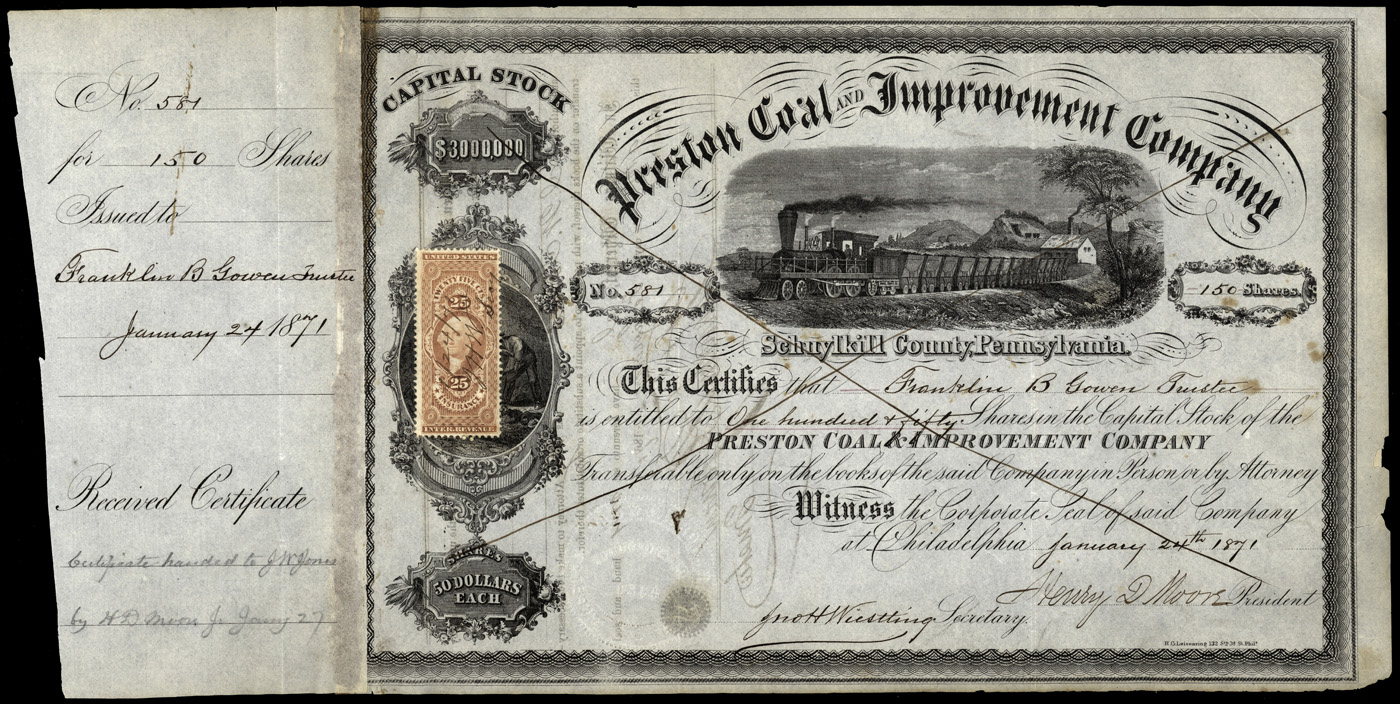 No. 581
for 150 Shares
Issued to
Franklin B Gowen Trustee
January 24 1871
Received Certificate
Certificate handed to J W Jones
by H D Moore Jr Jany 27
CAPITAL STOCK
$3,000,000
UNITED STATES
TWENTY FIVE CENTS
25
25
INSURANCE
INTER. REVENUE
SHARES
50 DOLLARS
EACH
Preston Coal AND Improvement Company
No. 581
150 Shares.
Schuylkill County, Pennsylvania.
This Certifies that Franklin B Gowen Trustee
is entitled to One hundred & fifty Shares in the Capital Stock of the
PRESTON COAL & IMPROVEMENT COMPANY
Transferable only on the books of the said Company in Person or by Attorney
Witness the Corporate Seal of said Company
at Philadelphia January 24th 1871
Henry D Moore President
Jno H Wiestling Secretary.